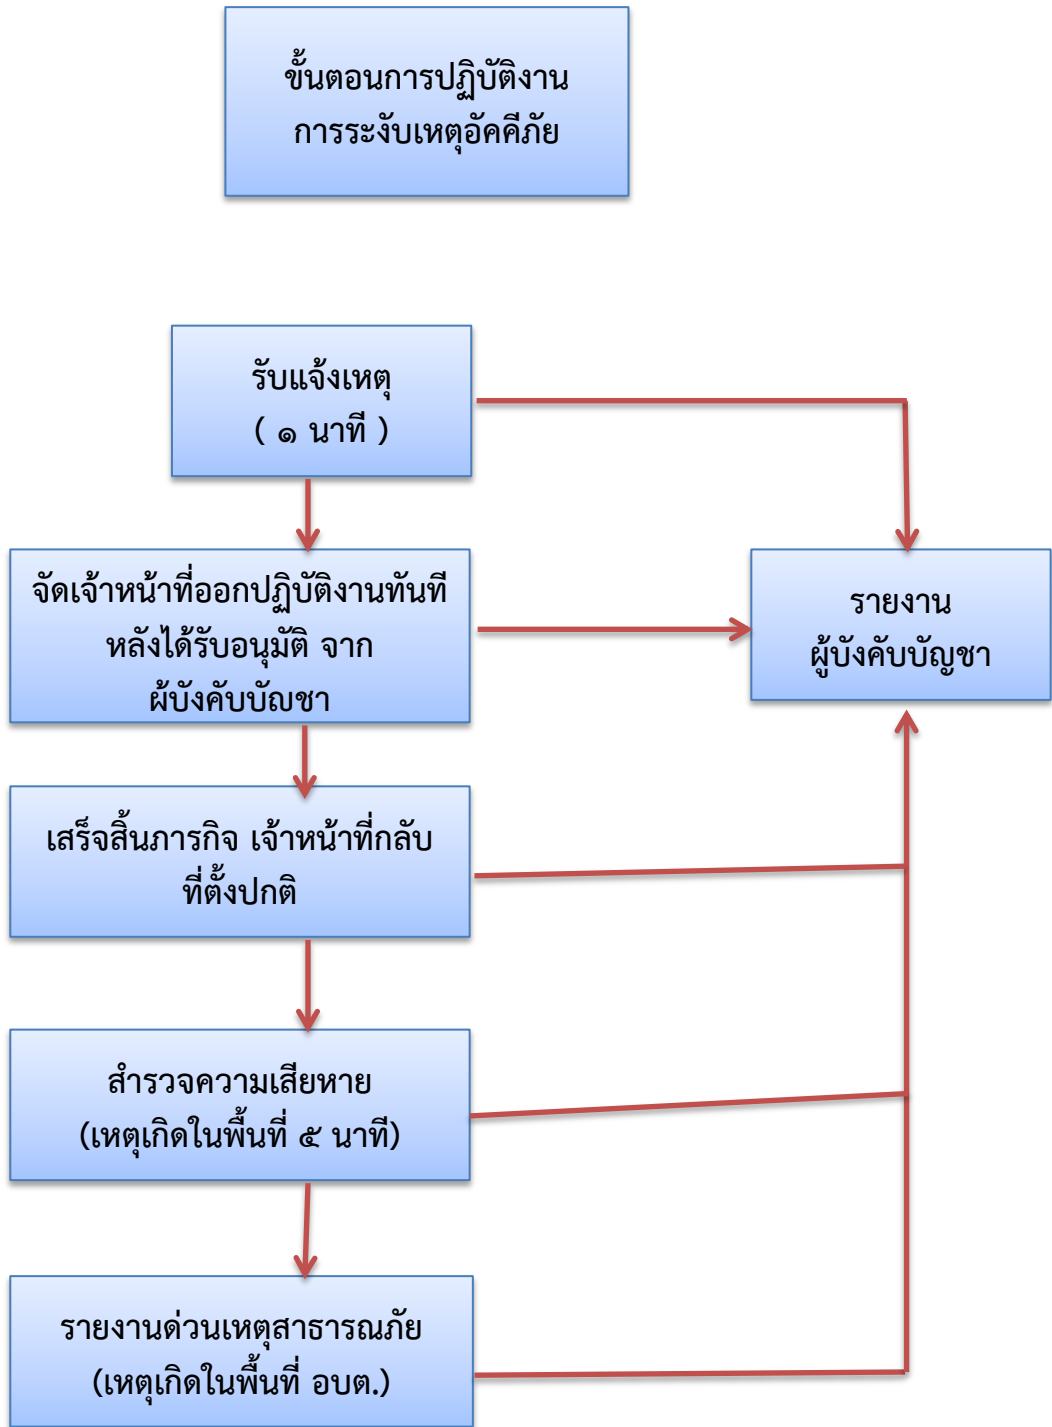 ขั้นตอนการปฏิบัติงาน
การระงับเหตุอัคคีภัย
รับแจ้งเหตุ
( ๑ นาที )
จัดเจ้าหน้าที่ออกปฏิบัติงานทันที
หลังได้รับอนุมัติ จาก
ผู้บังคับบัญชา
รายงาน
ผู้บังคับบัญชา
เสร็จสิ้นภารกิจ เจ้าหน้าที่กลับ
ที่ตั้งปกติ
สำรวจความเสียหาย
(เหตุเกิดในพื้นที่ ๕ นาที)
รายงานด่วนเหตุสาธารณภัย
(เหตุเกิดในพื้นที่ อบต.)